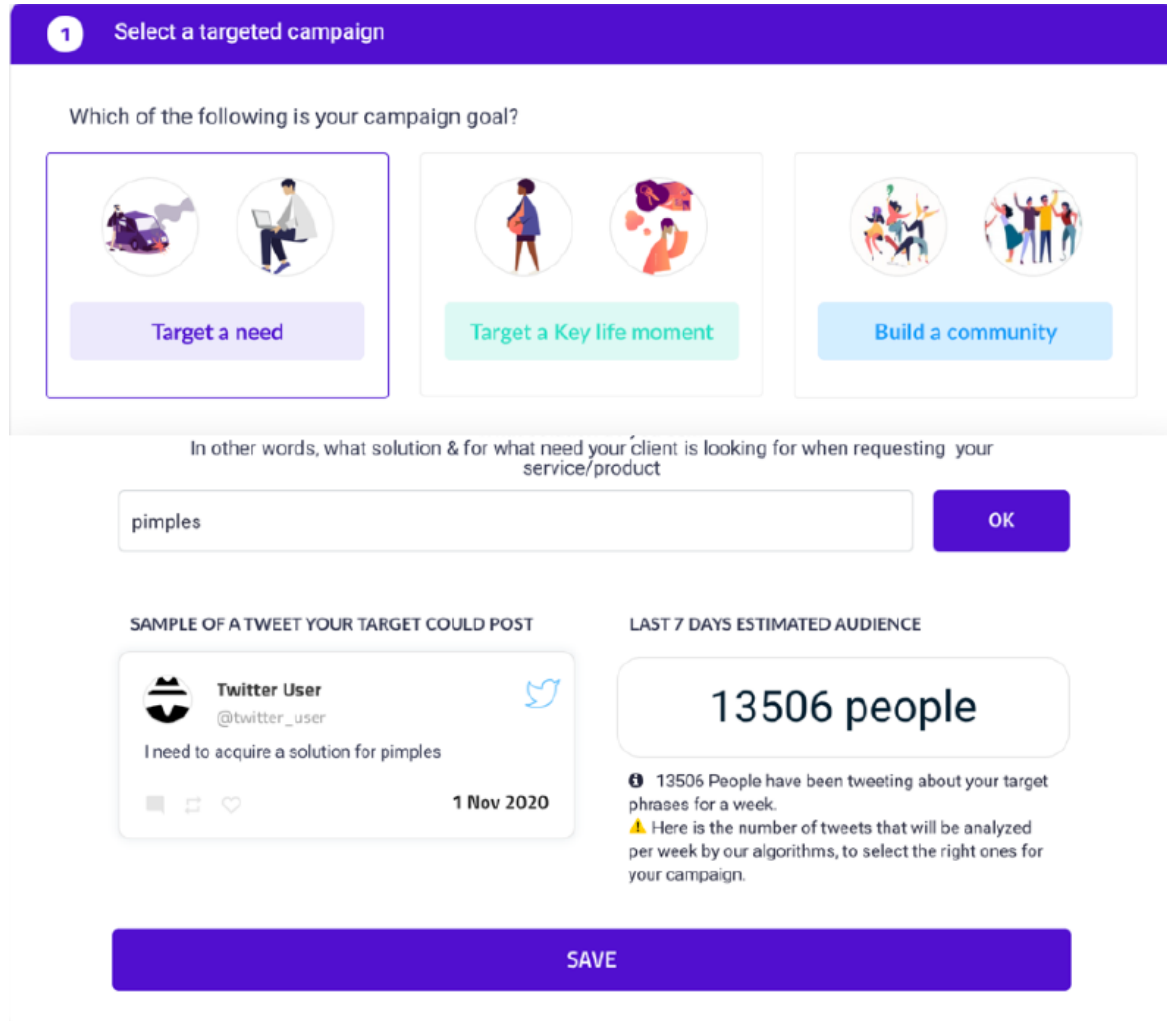 1 Select a targeted campaign
Which of the following is your campaign goal?
Target a need
Target a Key life moment
Build a community
In other words, what solution & for what need your client is looking for when requesting your
service/product
pimples
OK
SAMPLE OF A TWEET YOUR TARGET COULD POST
Twitter User
@twitter_user
I need to acquire a solution for pimples
1 Nov 2020
LAST 7 DAYS ESTIMATED AUDIENCE
13506 people
13506 People have been tweeting about your target
phrases for a week.
Here is the number of tweets that will be analyzed
per week by our algorithms, to select the right ones for
your campaign.
SAVE